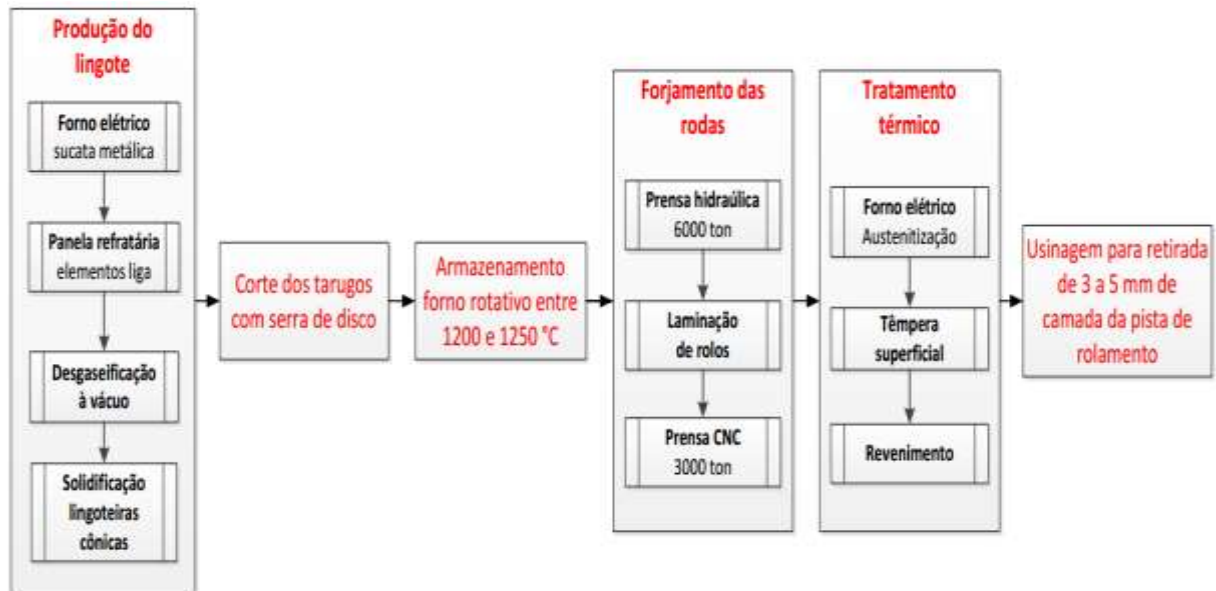 Produção do
lingote
Forno elétrico
sucata metálica
Panela refratária
elementos liga
Desgaseificação
à vácuo
Solidificação
lingoteiras
cônicas
Corte dos tarugos
com serra de disco
Armazenamento
forno rotativo entre
1200 e 1250 °C
Forjamento das
rodas
Prensa hidraúlica
6000 ton
Laminação
de rolos
Prensa CNC
3000 ton
Tratamento
térmico
Forno elétrico
Austenitização
Têmpera
superficial
Revenimento
Usinagem para retirada
de 3 a 5 mm de
camada da pista de
rolamento